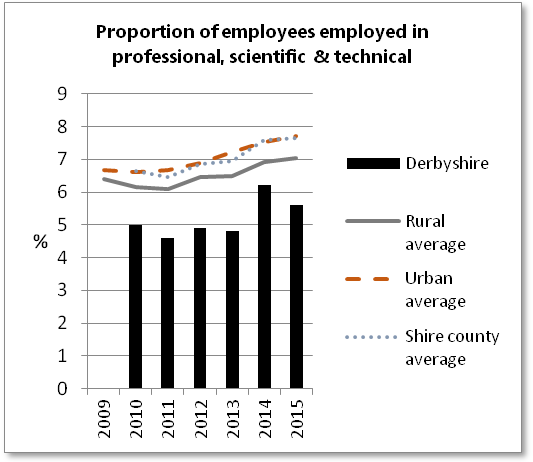 Proportion of employees employed in
professional, scientific & technical
9
8
7
6
5
4
3
2
1
0
%
2009
2010
2011
2012
2013
2014
2015
Derbyshire
Rural
average
Urban
average
Shire county
average